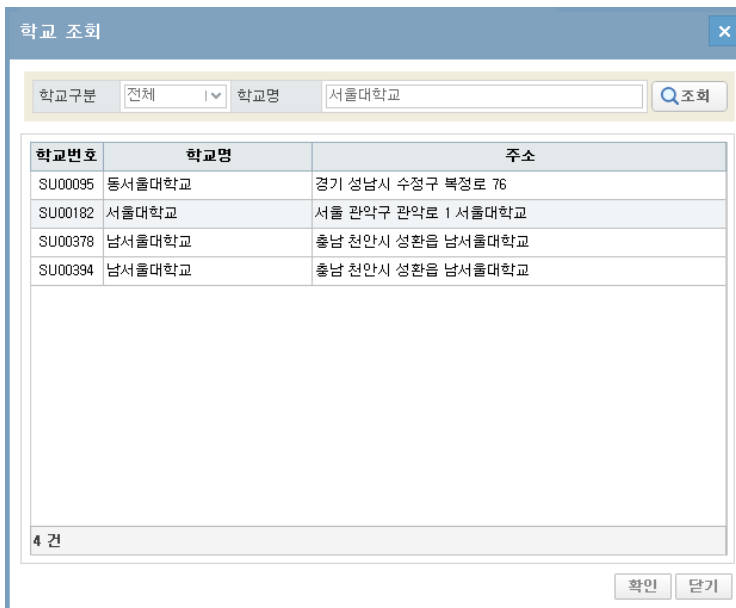 학교 조회
학교구분 전체 학교명 서울대학교 조회
학교번호 학교명 주소
SU00095 동서울대학교 경기 성남시 수정구 복정로 76
SU00182 서울대학교 서울 관악구 관악로 1 서울대학교
SU00378 남서울대학교 충남 천안시 성환읍 남서울대학교
SU00394 남서울대학교 충남 천안시 성환읍 남서울대학교
4 건
확인 닫기